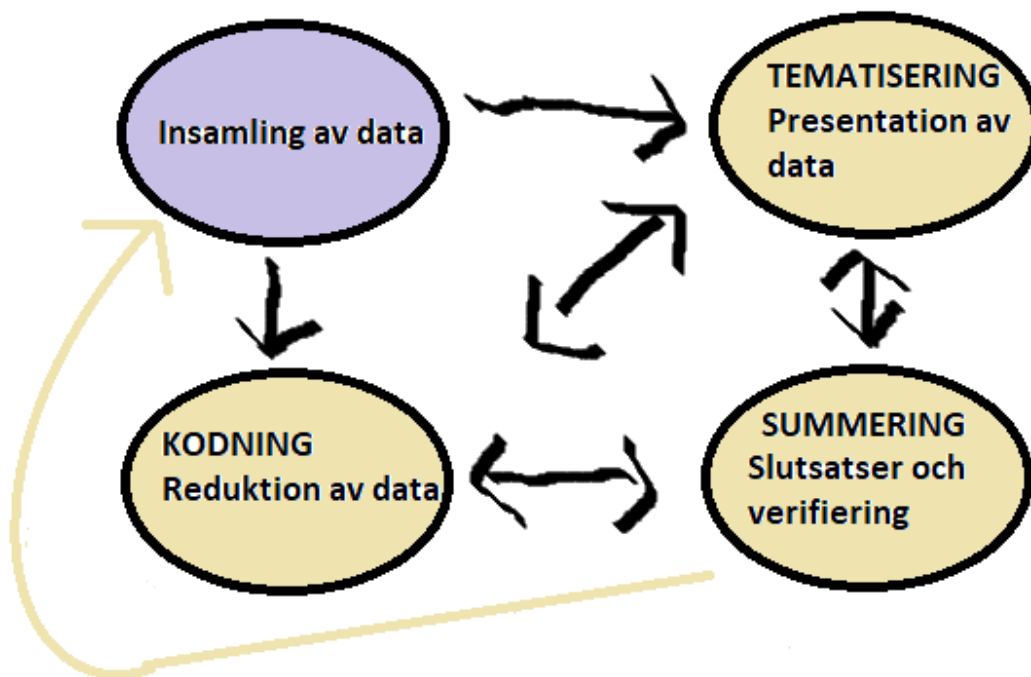 Insamling av data
TEMATISERING
Presentation av
data
KODNING
Reduktion av data
SUMMERING
Slutsatser och
verifiering